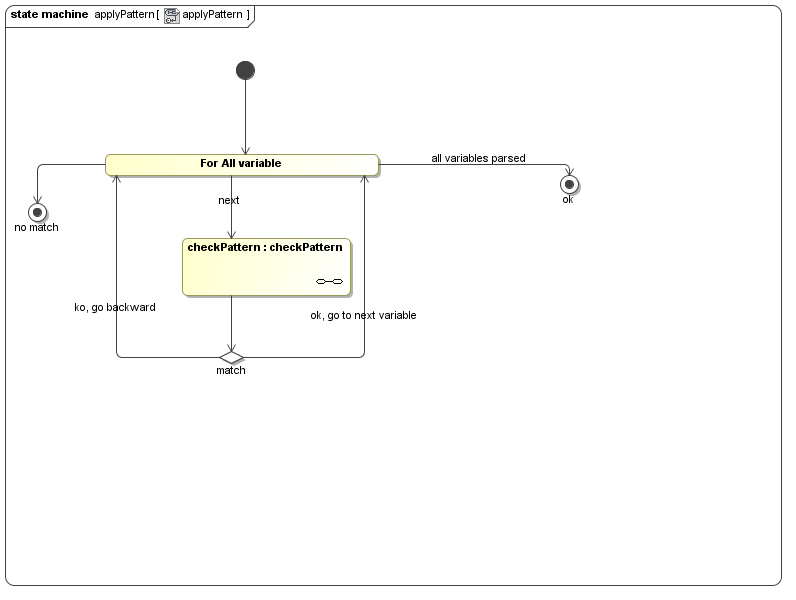 state machine applyPattern [ applyPattern ]
For All variable
all variables parsed
ok
no match
next
checkPattern : checkPattern
ko, go backward
ok, go to next variable
match